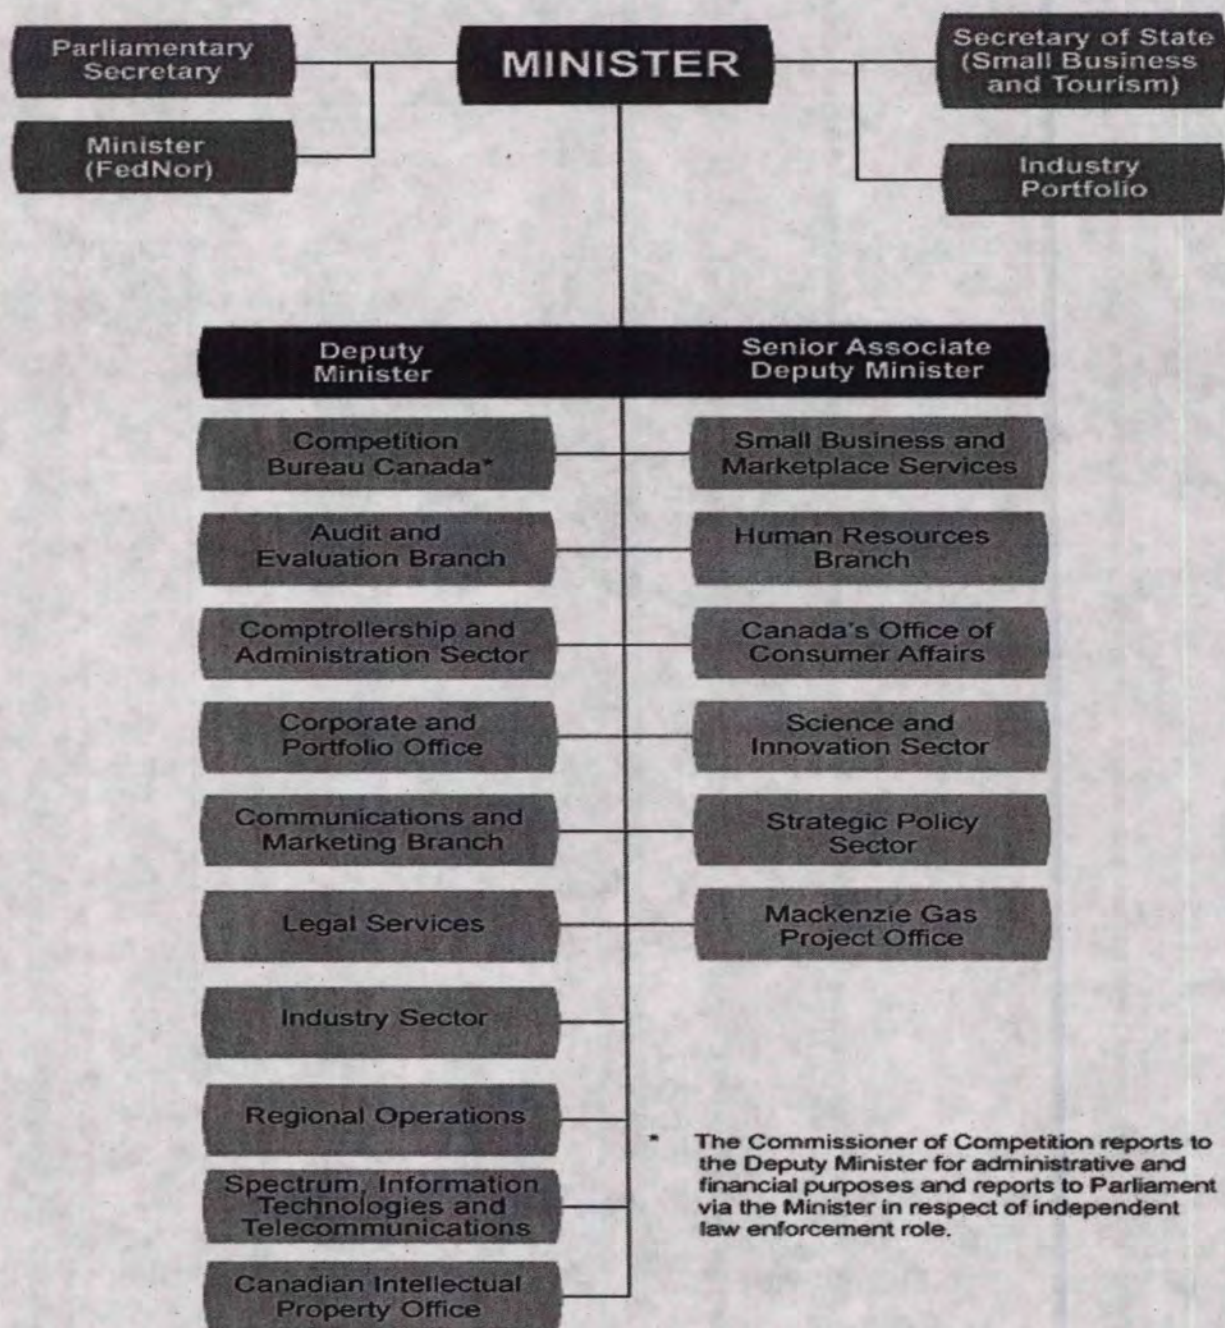 Parliamentary
Secretary
MINISTER
Secretary of State
(Small Business
and Tourism)
Minister
(FedNor)
Industry
Portfolio
Deputy
Minister
Senior Associate
Deputy Minister
Competition
Bureau Canada*
Small Business and
Marketplace Services
Audit and
Evaluation Branch
Human Resources
Branch
Comptrollership and
Administration Sector
Canada's Office of
Consumer Affairs
Corporate and
Portfolio Office
Science and
Innovation Sector
Communications and
Marketing Branch
Strategic Policy
Sector
Legal Services
Mackenzie Gas
Project Office
Industry Sector
Regional Operations
Spectrum, Information
Technologies and
Telecommunications
Canadian Intellectual
Property Office
* The Commissioner of Competition reports to
the Deputy Minister for administrative and
financial purposes and reports to Parliament
via the Minister in respect of independent
law enforcement role.